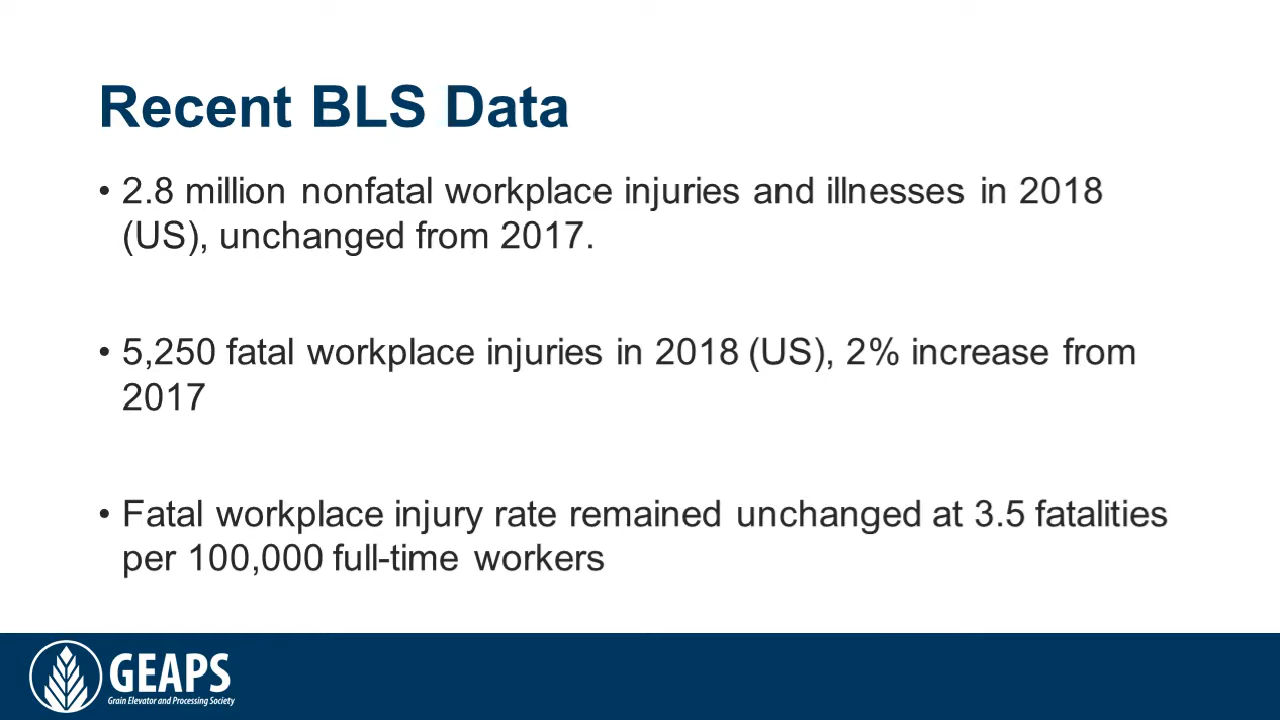 Recent BLS Data
• 2.8 million nonfatal workplace injuries and illnesses in 2018
(US), unchanged from 2017.
• 5,250 fatal workplace injuries in 2018 (US), 2% increase from
2017
• Fatal workplace injury rate remained unchanged at 3.5 fatalities
per 100,000 full-time workers
GEAPS
Grain Elevator and Processing Society